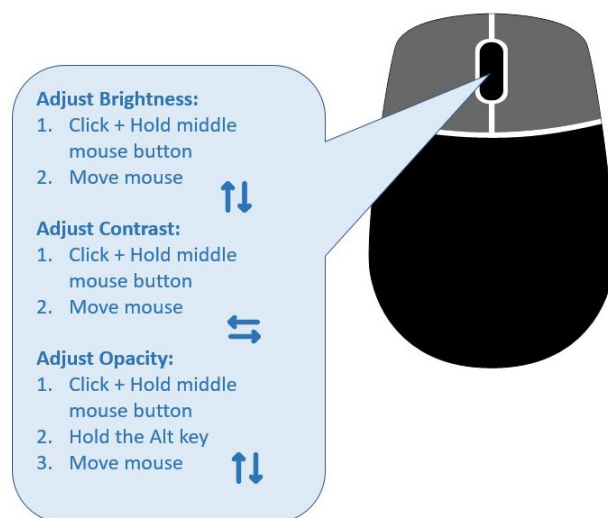 Adjust Brightness:
1. Click + Hold middle
mouse button
2. Move mouse
Adjust Contrast:
1. Click + Hold middle
mouse button
2. Move mouse
Adjust Opacity:
1. Click + Hold middle
mouse button
2. Hold the Alt key
3. Move mouse